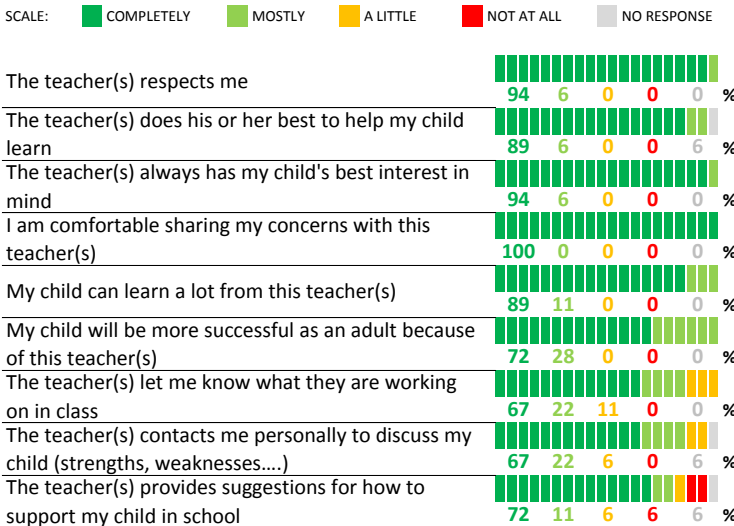 SCALE: COMPLETELY MOSTLY A LITTLE NOT AT ALL NO RESPONSE
The teacher(s) respects me
94 6 0 0 0 %
The teacher(s) does his or her best to help my child
learn
89 6 0 0 6 %
The teacher(s) always has my child's best interest in
mind
94 6 0 0 0 %
I am comfortable sharing my concerns with this
teacher(s)
100 0 0 0 0 %
My child can learn a lot from this teacher(s)
89 11 0 0 0 %
My child will be more successful as an adult because
of this teacher(s)
72 28 0 0 0 %
The teacher(s) let me know what they are working
on in class
67 22 11 0 0 %
The teacher(s) contacts me personally to discuss my
child (strengths, weaknesses....)
67 22 6 0 6 %
The teacher(s) provides suggestions for how to
support my child in school
72 11 6 6 6 %